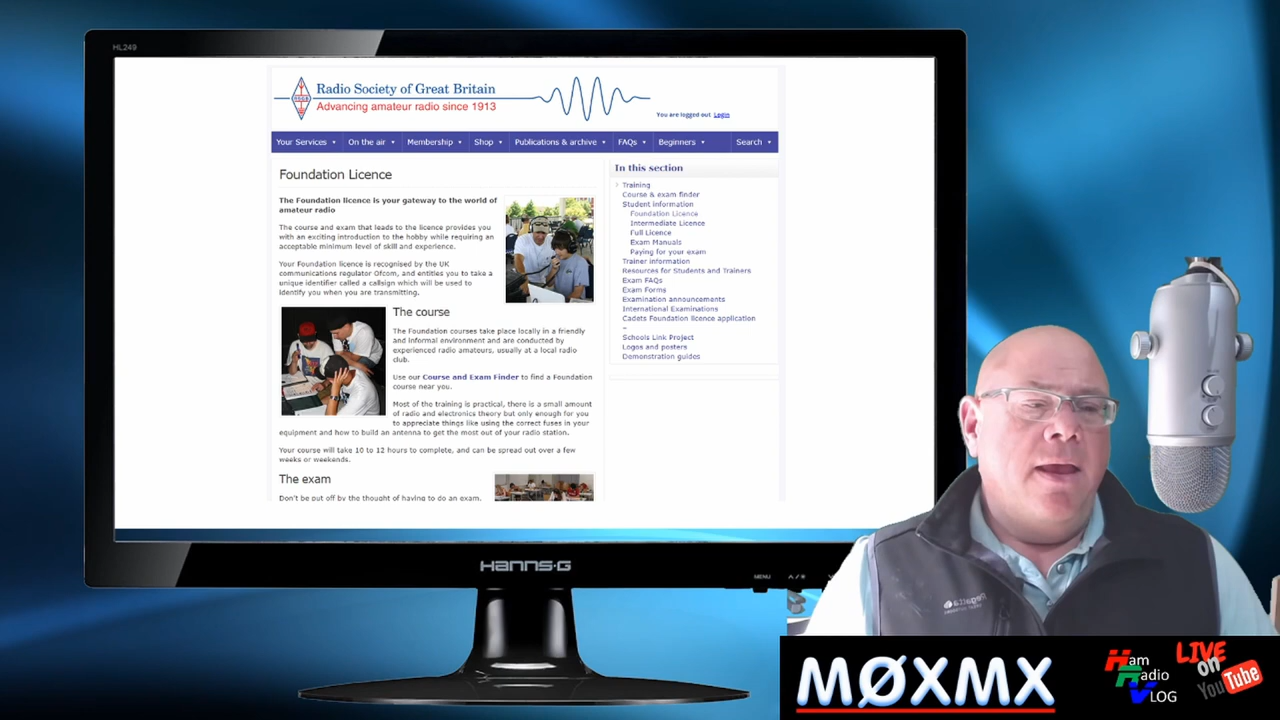 HL249
Radio Society of Great Britain
Advancing amateur radio since 1913
You are logged out Login
Your Services On the air Membership Shop Publications & archive FAQs Beginners Search
Foundation Licence
The Foundation licence is your gateway to the world of
amateur radio
The course and exam that leads to the licence provides you
with an exciting introduction to the hobby while requiring an
acceptable minimum level of skill and experience.
Your Foundation licence is recognised by the UK
communications regulator Ofcom, and entitles you to take a
unique identifier called a callsign which will be used to
identify you when you are transmitting.
The course
The Foundation courses take place locally in a friendly
and informal environment and are conducted by
experienced radio amateurs, usually at a local radio
club.
Use our Course and Exam Finder to find a Foundation
course near you.
Most of the training is practical, there is a small amount
of radio and electronics theory but only enough for you
to appreciate things like using the correct fuses in your
equipment and how to build an antenna to get the most out of your radio station.
Your course will take 10 to 12 hours to complete, and can be spread out over a few
weeks or weekends.
The exam
Don't be put off by the thought of having to do an exam.
In this section
Training
Course & exam finder
Student information
Foundation Licence
Intermediate Licence
Full Licence
Exam Manuals
Paying for your exam
Trainer information
Resources for Students and Trainers
Exam FAQs
Exam Forms
Examination announcements
International Examinations
Cadets Foundation licence application
–
Schools Link Project
Logos and posters
Demonstration guides
HANNS·G
MENU
Regatta
MØXMX
Ham
Radio
VLOG
LIVE
on
YouTube